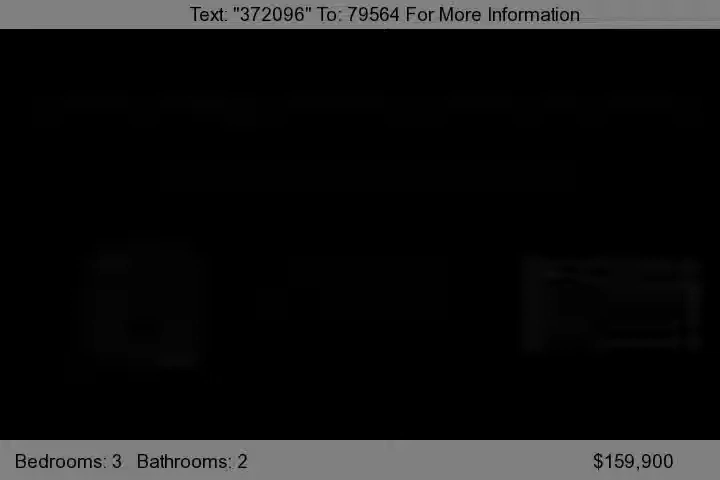 Text: "372096" To: 79564 For More Information
Bedrooms: 3 Bathrooms: 2
$159,900